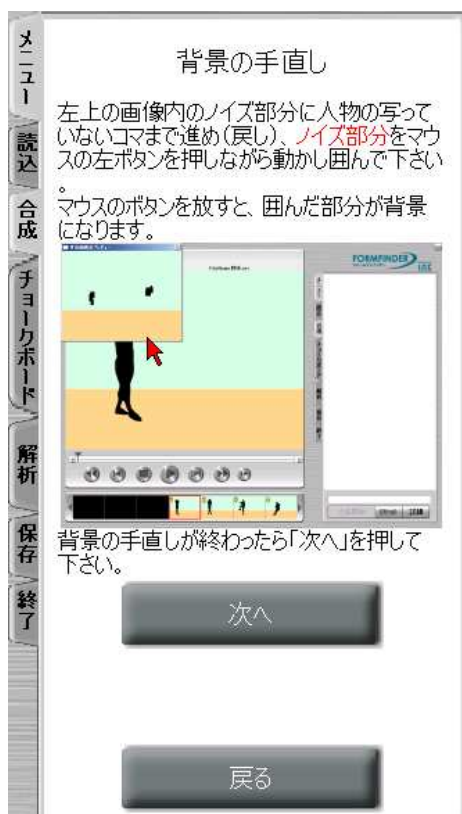 メニュー
読込
合成
チョークボード
解析
保存
終了
背景の手直し
左上の画像内のノイズ部分に人物の写って
いないコマまで進め(戻し)、ノイズ部分をマウ
スの左ボタンを押しながら動かし囲んで下さい
。
マウスのボタンを放すと、囲んだ部分が背景
になります。
FORMFINDER
背景の手直しが終わったら「次へ」を押して
下さい。
次へ
戻る